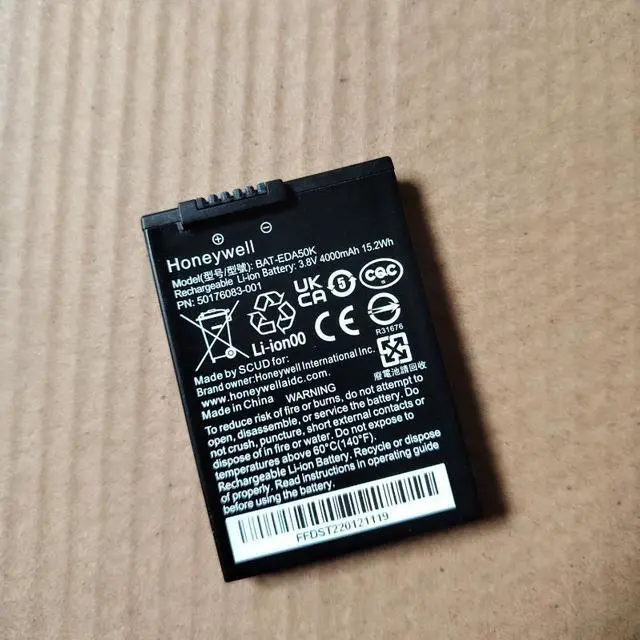 Honeywell
Model(型号/型號): BAT-EDA50K
Rechargeable Li-ion Battery: 3.8V 4000mAh 15.2Wh
PN: 50176083-001
UK CA
5
CQC
R31676
Li-ion00
CE
Inc.
廢電池請回收
Made by SCUD for:
Brand owner:Honeywell International Inc.
www.honeywellaidc.com
Made in China
WARNING
To reduce risk of fire or burns, do not attempt to
open, disassemble, or service the battery. Do
not crush, puncture, short external contacts or
dispose of in fire or water. Do not expose to
temperatures above 60°C(140°F).
Rechargeable Li-Ion Battery. Recycle or dispose
of properly. Read instructions in operating guide
before using the battery.
FFDST220121119